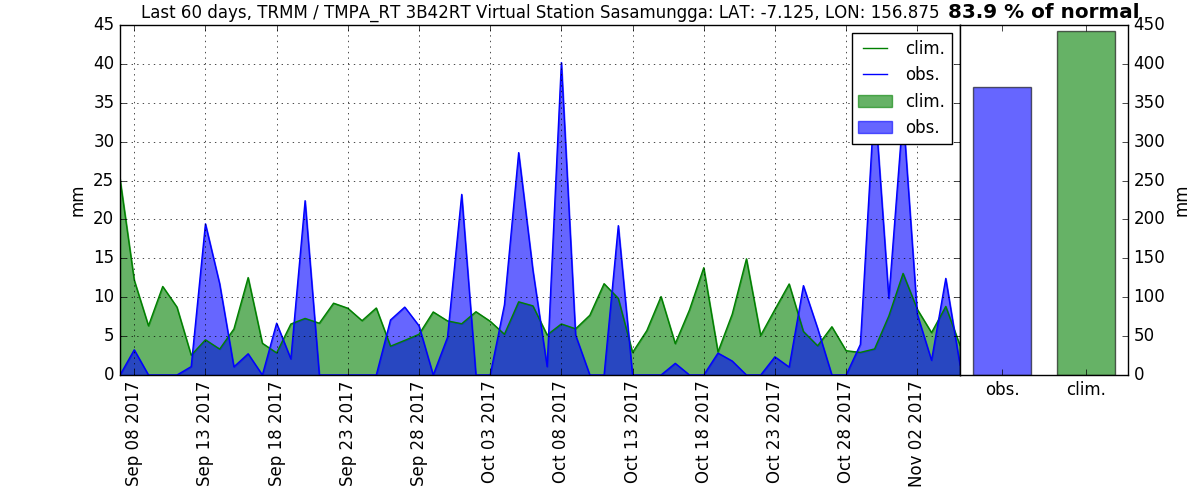 Last 60 days, TRMM / TMPA_RT 3B42RT Virtual Station Sasamungga: LAT: -7.125, LON: 156.875 83.9 % of normal
45
40
35
30
25
20
15
10
5
0
mm
clim.
obs.
clim.
obs.
450
400
350
300
250
200
150
100
50
0
mm
Sep 08 2017
Sep 13 2017
Sep 18 2017
Sep 23 2017
Sep 28 2017
Oct 03 2017
Oct 08 2017
Oct 13 2017
Oct 18 2017
Oct 23 2017
Oct 28 2017
Nov 02 2017
obs. clim.